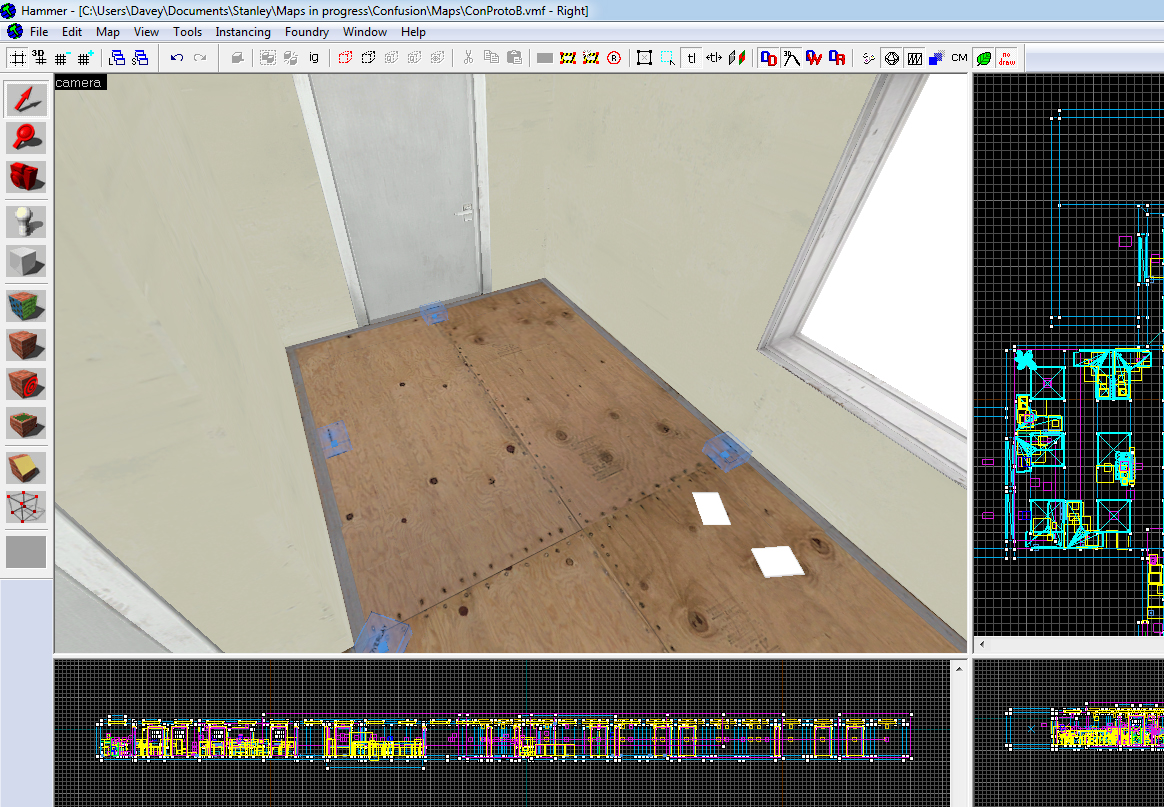 Hammer - [C:\Users\Davey\Documents\Stanley\Maps in progress\Confusion\Maps\ConProtoB.vmf - Right]
File Edit Map View Tools Instancing Foundry Window Help
3D ig R tl CM no draw
camera